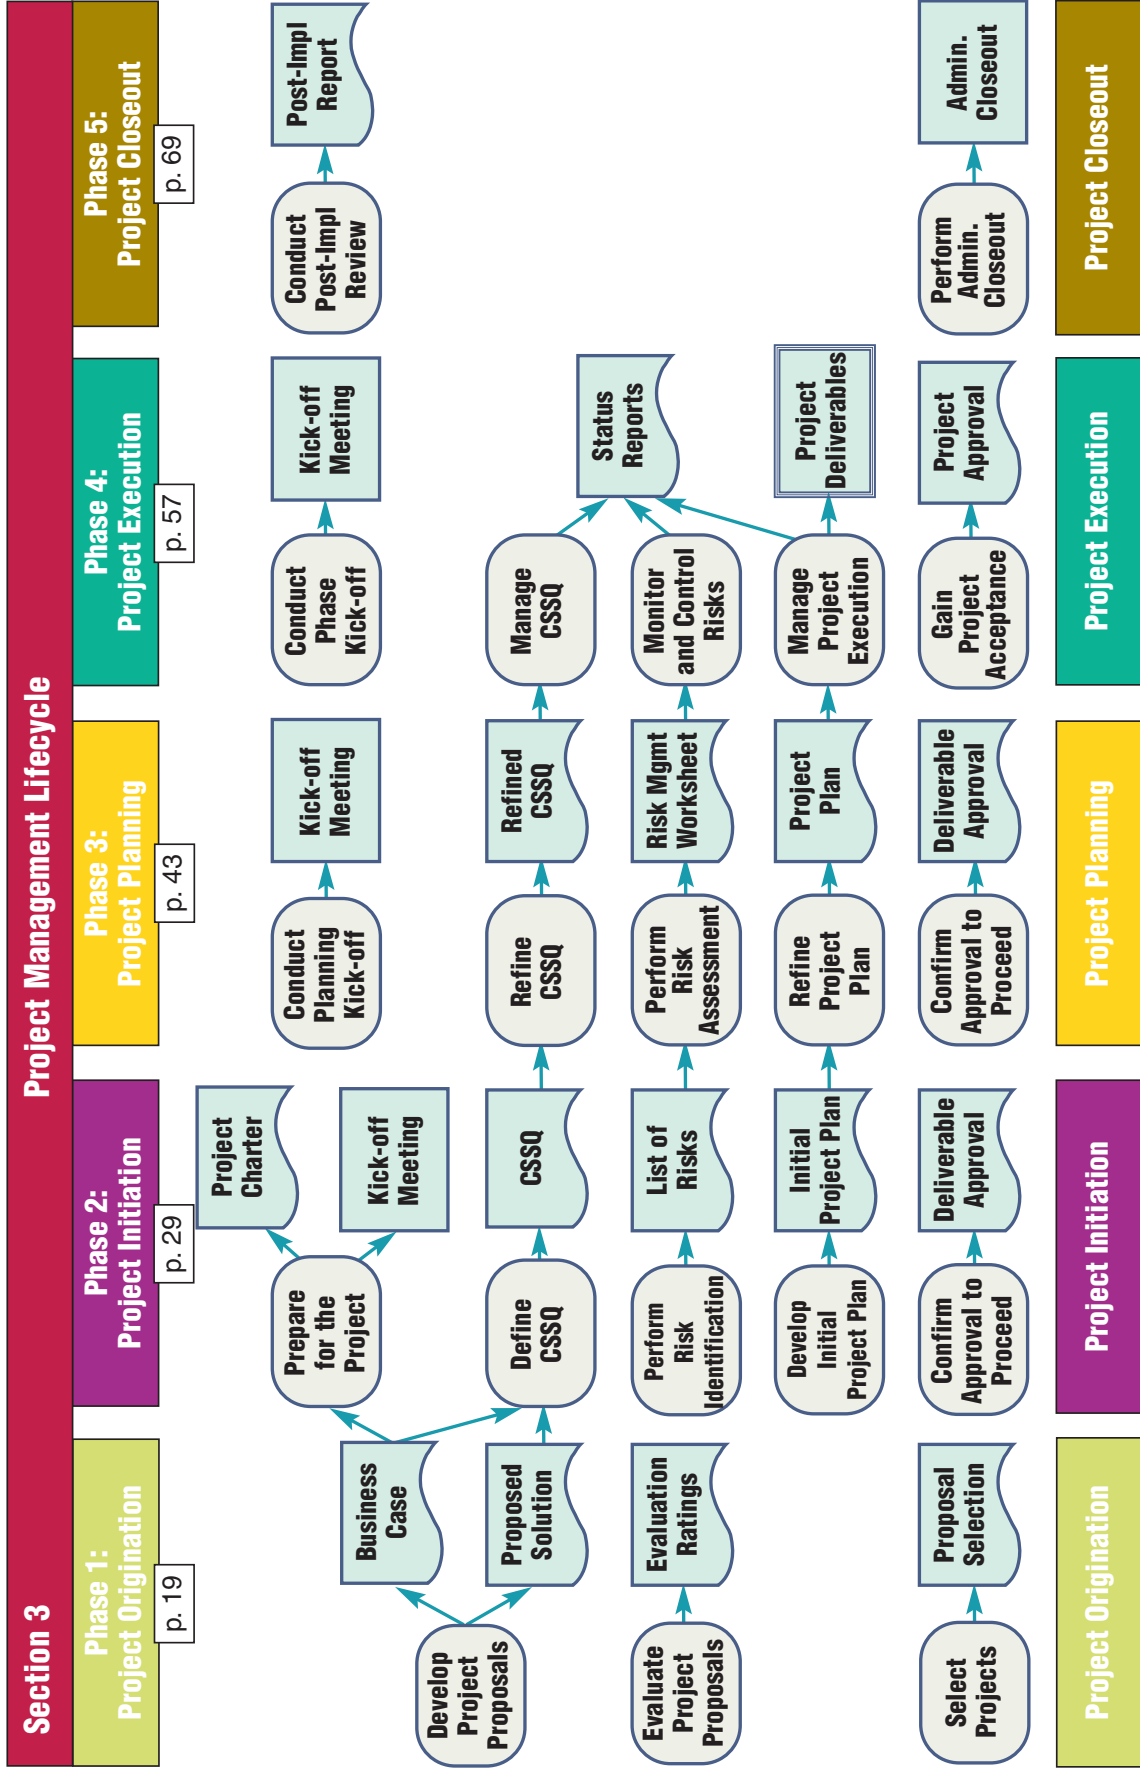 Section 3
Project Management Lifecycle
Phase 1:
Project Origination
p. 19
Phase 2:
Project Initiation
p. 29
Phase 3:
Project Planning
p. 43
Phase 4:
Project Execution
p. 57
Phase 5:
Project Closeout
p. 69
Develop
Project
Proposals
Business
Case
Proposed
Solution
Evaluate
Project
Proposals
Evaluation
Ratings
Select
Projects
Proposal
Selection
Prepare
for the
Project
Project
Charter
Kick-off
Meeting
Define
CSSQ
CSSQ
Perform
Risk
Identification
List of
Risks
Develop
Initial
Project Plan
Initial
Project Plan
Confirm
Approval to
Proceed
Deliverable
Approval
Conduct
Planning
Kick-off
Kick-off
Meeting
Refine
CSSQ
Refined
CSSQ
Perform
Risk
Assessment
Risk Mgmt
Worksheet
Refine
Project
Plan
Project
Plan
Confirm
Approval to
Proceed
Deliverable
Approval
Conduct
Phase
Kick-off
Kick-off
Meeting
Manage
CSSQ
Monitor
and Control
Risks
Status
Reports
Manage
Project
Execution
Project
Deliverables
Gain
Project
Acceptance
Project
Approval
Conduct
Post-Impl
Review
Post-Impl
Report
Perform
Admin.
Closeout
Admin.
Closeout
Project Origination
Project Initiation
Project Planning
Project Execution
Project Closeout